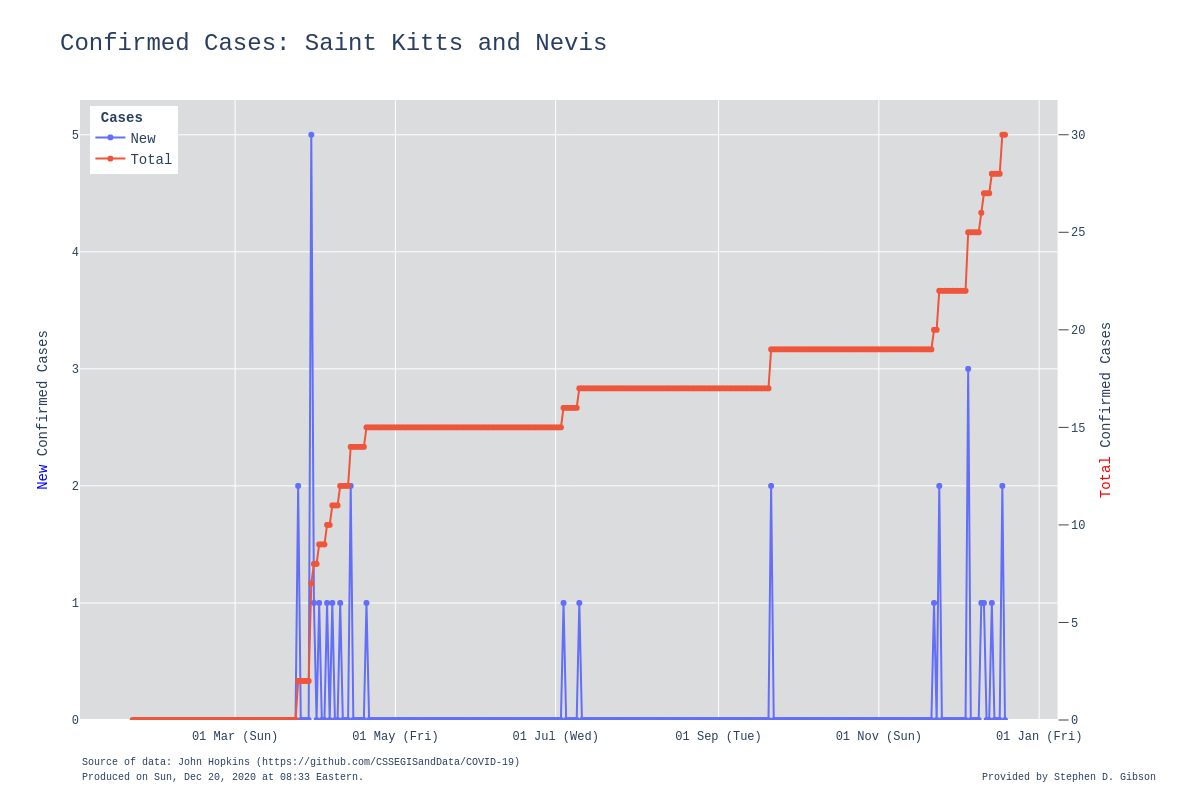 Confirmed Cases: Saint Kitts and Nevis
Cases
New
Total
5
4
3
2
1
0
30
25
20
15
10
5
0
New Confirmed Cases
Total Confirmed Cases
01 Mar (Sun)
01 May (Fri)
01 Jul (Wed)
01 Sep (Tue)
01 Nov (Sun)
01 Jan (Fri)
Source of data: John Hopkins (https://github.com/CSSEGISandData/COVID-19)
Produced on Sun, Dec 20, 2020 at 08:33 Eastern.
Provided by Stephen D. Gibson